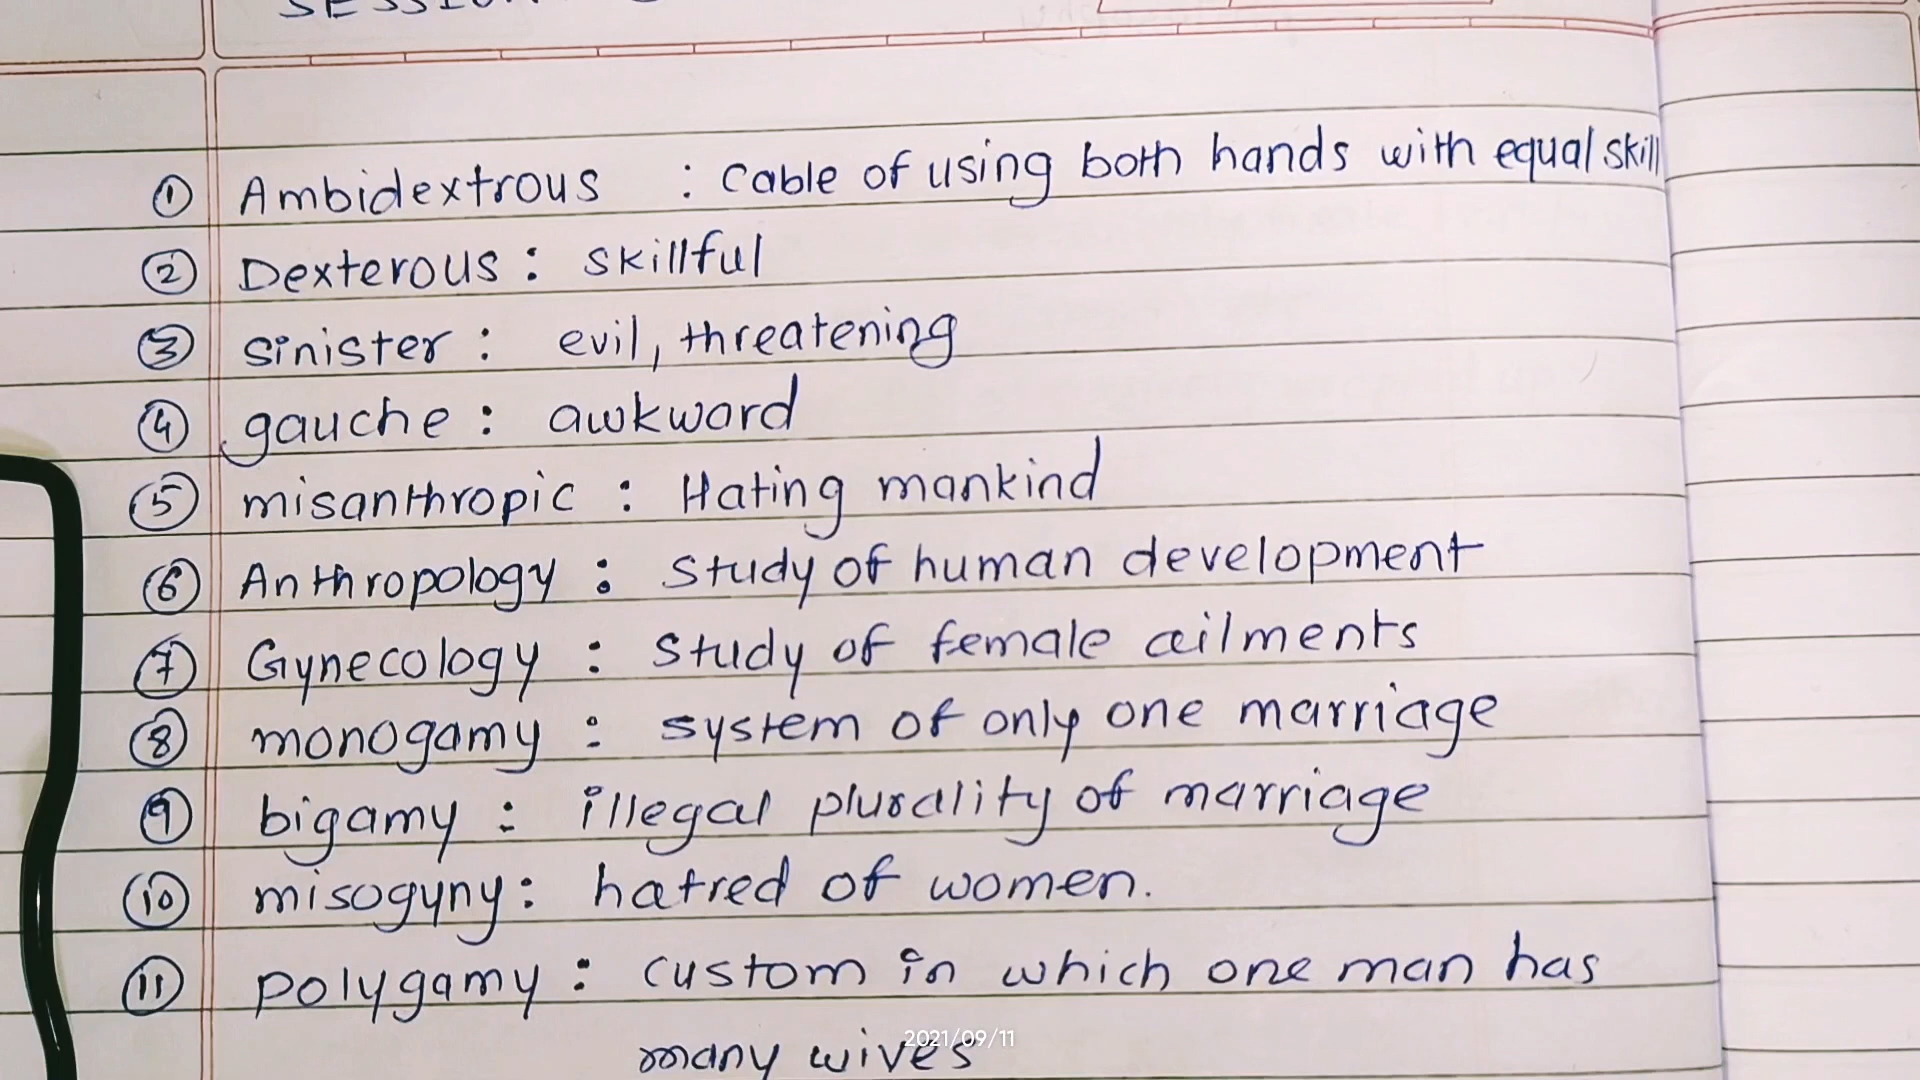 ① Ambidextrous : Cable of using both hands with equal skill
② Dexterous : skillful
③ sinister : evil, threatening
④ gauche : awkward
⑤ misanthropic : Hating mankind
⑥ Anthropology : study of human development
⑦ Gynecology : study of female ailments
⑧ monogamy : system of only one marriage
⑨ bigamy : illegal plurality of marriage
⑩ misogyny : hatred of women.
⑪ polygamy : custom in which one man has
many wives
2021/09/11